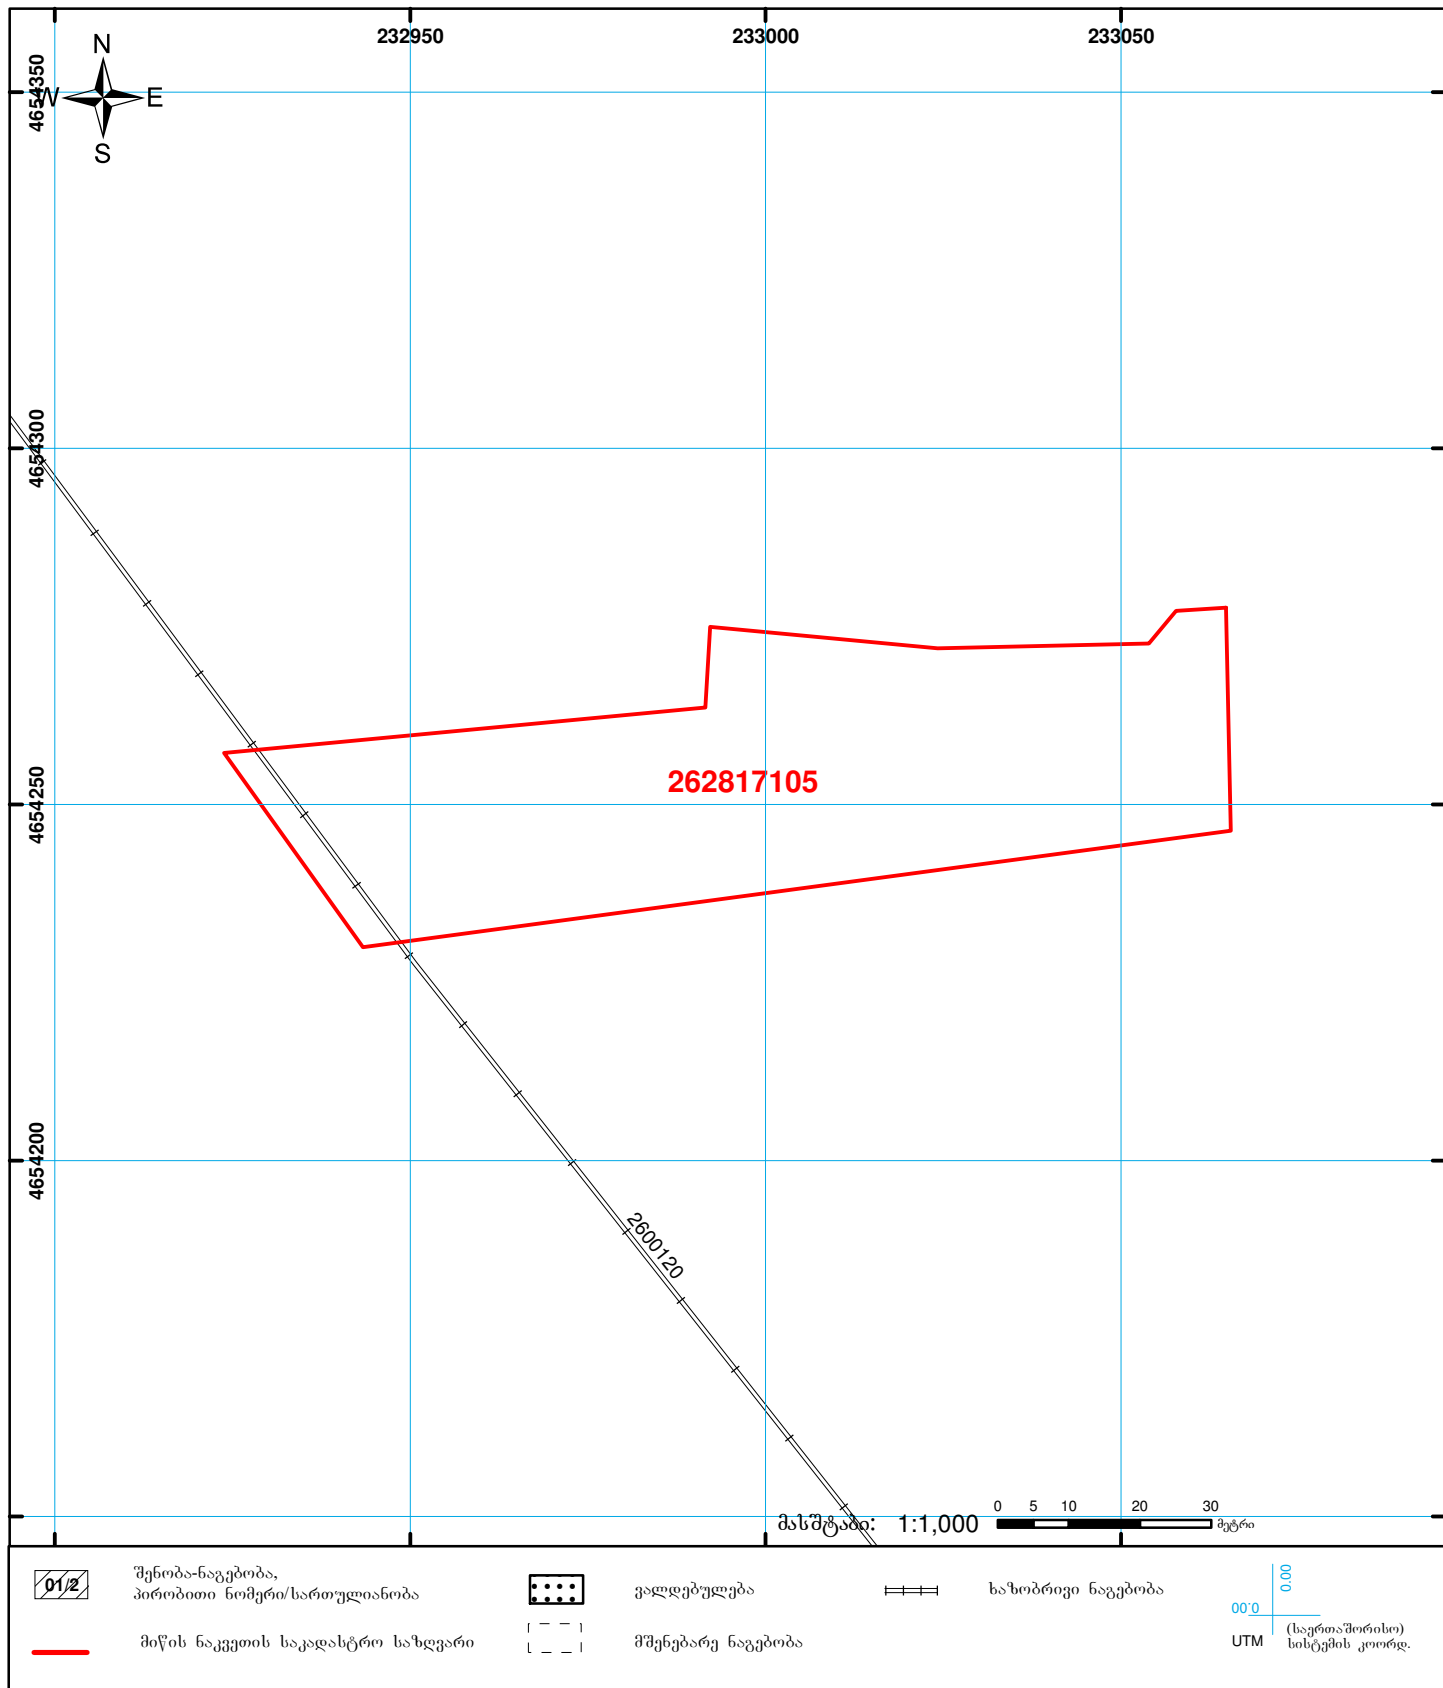 232950
233000
233050
N
W
E
S
4654350
4654300
4654250
4654200
262817105
2600120
მასშტაბი: 1:1,000
0 5 10 20 30
მეტრი
01/2
შენობა-ნაგებობა,
პირობითი ნომერი/სართულიანობა
ვალდებულება
ხაზობრივი ნაგებობა
მიწის ნაკვეთის საკადასტრო საზღვარი
მშენებარე ნაგებობა
00.0
00.0
UTM
(საერთაშორისო)
სისტემის კოორდ.